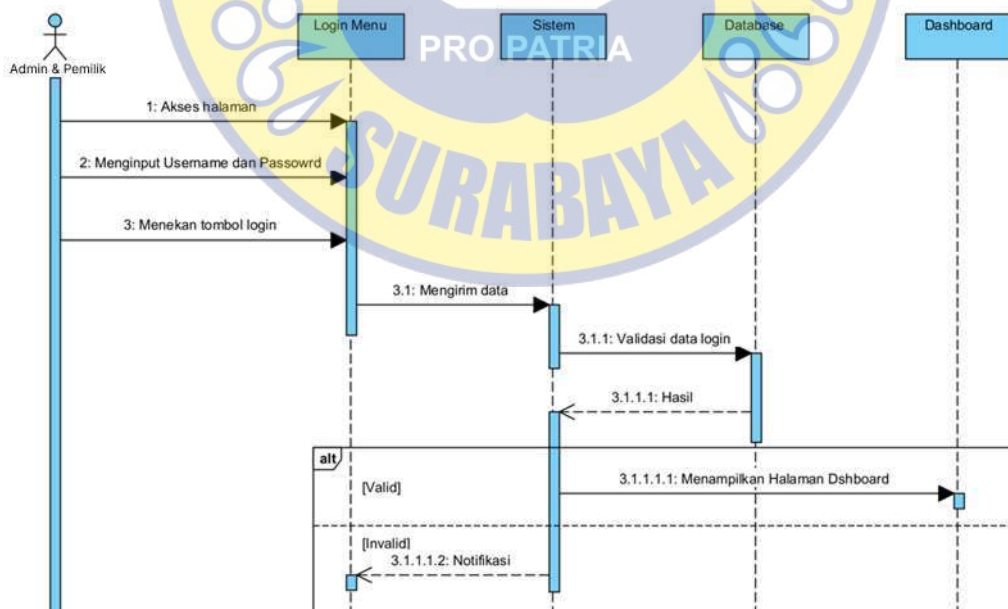 Login Menu
Sistem
Database
Dashboard
PRO PATRIA
Admin & Pemilik
1: Akses halaman
2: Menginput Username dan Passowrd
SURABAYA
3: Menekan tombol login
3.1: Mengirim data
3.1.1: Validasi data login
3.1.1.1: Hasil
alt
[Valid]
3.1.1.1.1: Menampilkan Halaman Dshboard
[Invalid]
3.1.1.1.2: Notifikasi